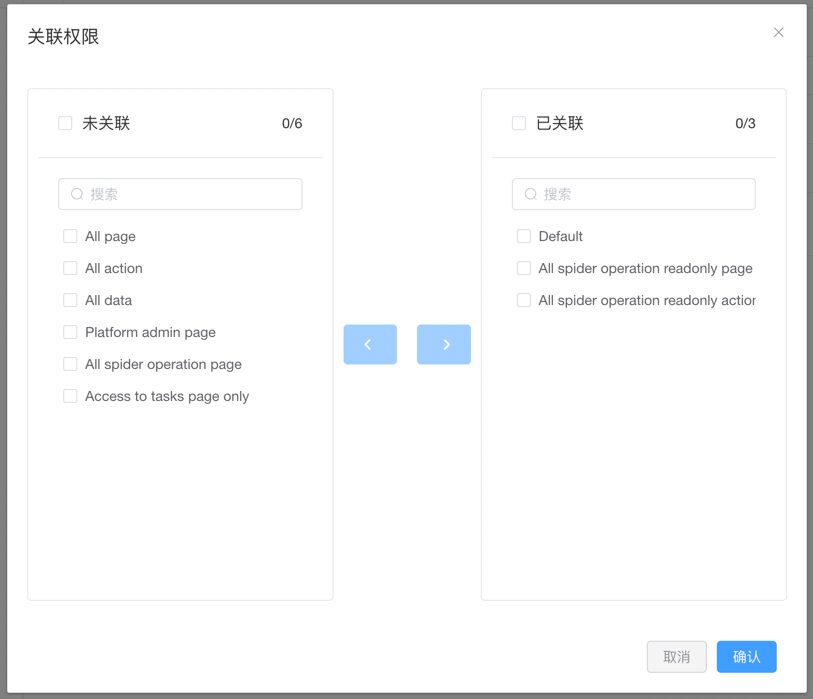 关联权限
未关联 0/6
搜索
All page
All action
All data
Platform admin page
All spider operation page
Access to tasks page only
已关联 0/3
搜索
Default
All spider operation readonly page
All spider operation readonly action
取消
确认